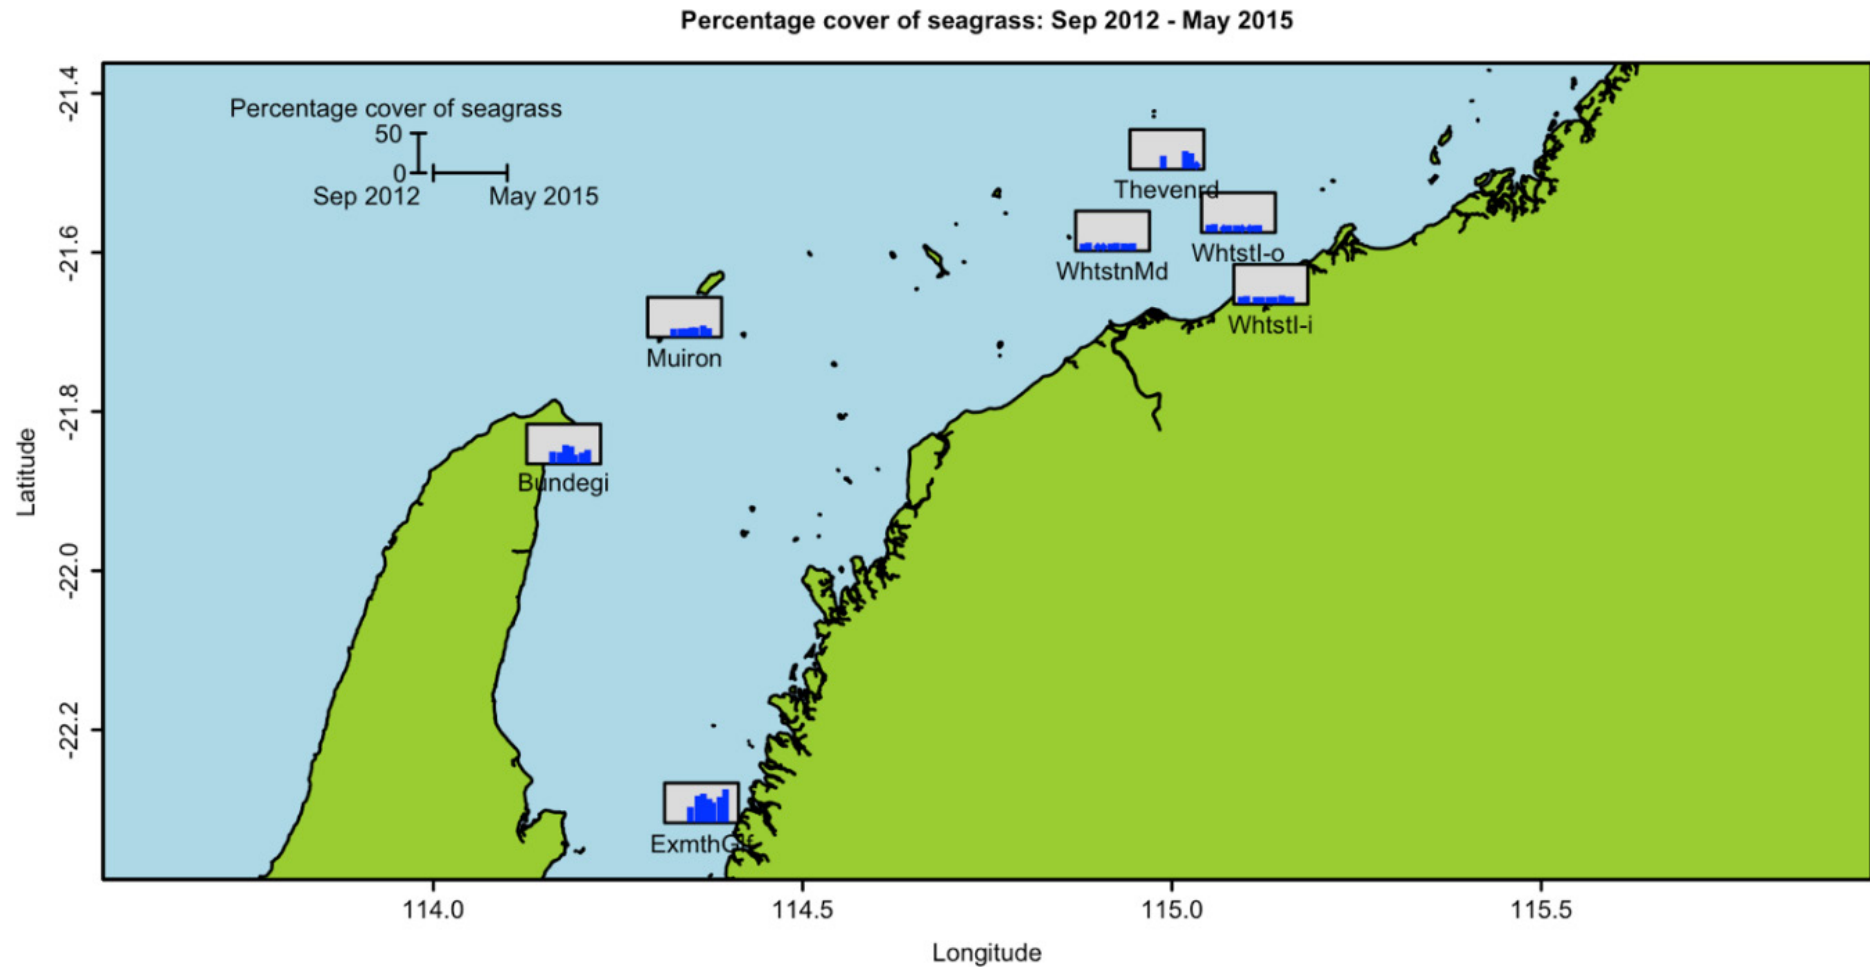 Percentage cover of seagrass: Sep 2012 - May 2015
Percentage cover of seagrass
50
0
Sep 2012 May 2015
Thevenrd
Whtstl-o
WhtstnMd
Whtstl-i
Muiron
Bundegi
ExmthGlf
Latitude
-21.4
-21.6
-21.8
-22.0
-22.2
114.0 114.5 115.0 115.5
Longitude